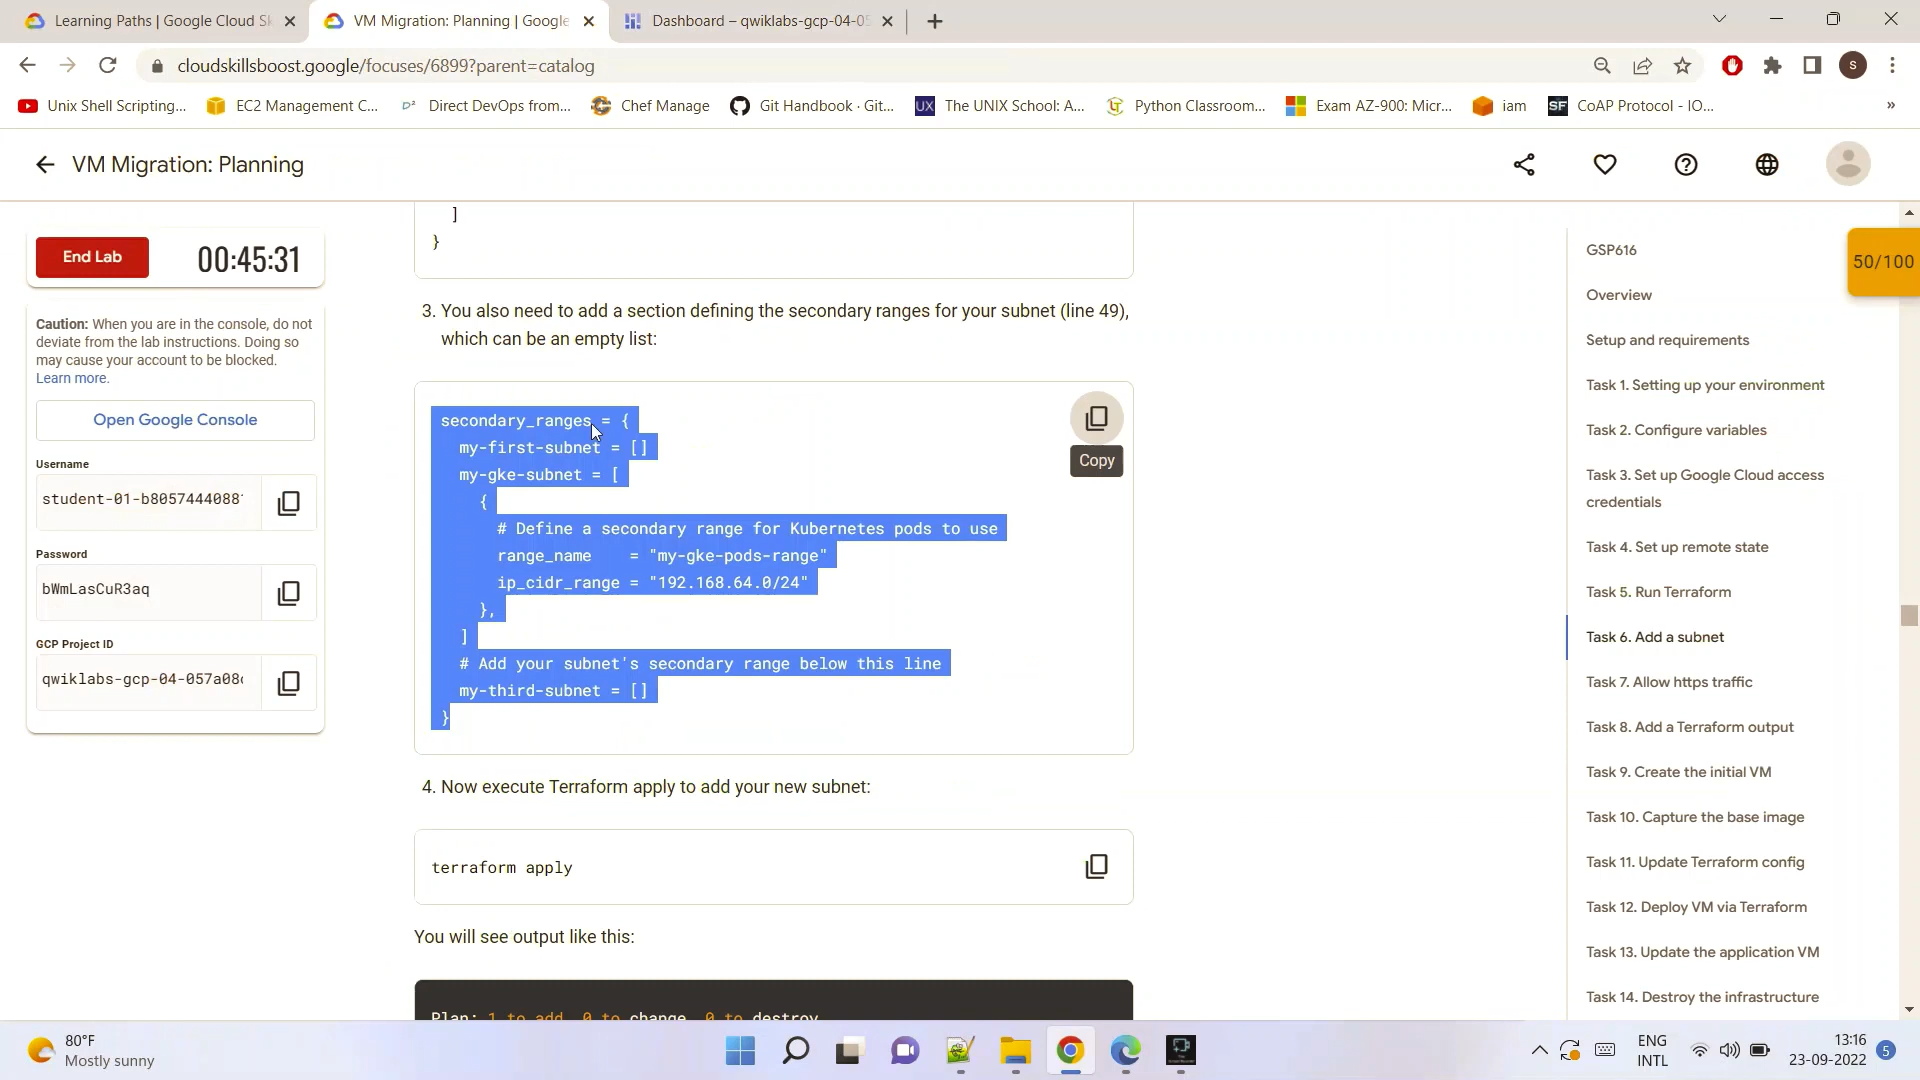 Learning Paths | Google Cloud Sk
VM Migration: Planning | Google
Dashboard – qwiklabs-gcp-04-05
cloudskillsboost.google/focuses/6899?parent=catalog
S
Unix Shell Scripting...
EC2 Management C...
Direct DevOps from...
Chef Manage
Git Handbook · Git...
UX
The UNIX School: A...
Python Classroom...
Exam AZ-900: Micr...
iam
SF
CoAP Protocol - IO...
»
VM Migration: Planning
End Lab
00:45:31
Caution: When you are in the console, do not
deviate from the lab instructions. Doing so
may cause your account to be blocked.
Learn more.
Open Google Console
Username
student-01-b8057444088
Password
bWmLasCuR3aq
GCP Project ID
qwiklabs-gcp-04-057a08
]
}
3. You also need to add a section defining the secondary ranges for your subnet (line 49),
which can be an empty list:
Copy
secondary_ranges = {
my-first-subnet = []
my-gke-subnet = [
{
# Define a secondary range for Kubernetes pods to use
range_name    = "my-gke-pods-range"
ip_cidr_range = "192.168.64.0/24"
},
]
# Add your subnet's secondary range below this line
my-third-subnet = []
}
4. Now execute Terraform apply to add your new subnet:
terraform apply
You will see output like this:
Plan: 1 to add, 0 to change, 0 to destroy
GSP616
50/100
Overview
Setup and requirements
Task 1. Setting up your environment
Task 2. Configure variables
Task 3. Set up Google Cloud access
credentials
Task 4. Set up remote state
Task 5. Run Terraform
Task 6. Add a subnet
Task 7. Allow https traffic
Task 8. Add a Terraform output
Task 9. Create the initial VM
Task 10. Capture the base image
Task 11. Update Terraform config
Task 12. Deploy VM via Terraform
Task 13. Update the application VM
Task 14. Destroy the infrastructure
80°F
Mostly sunny
ENG
INTL
13:16
23-09-2022
5